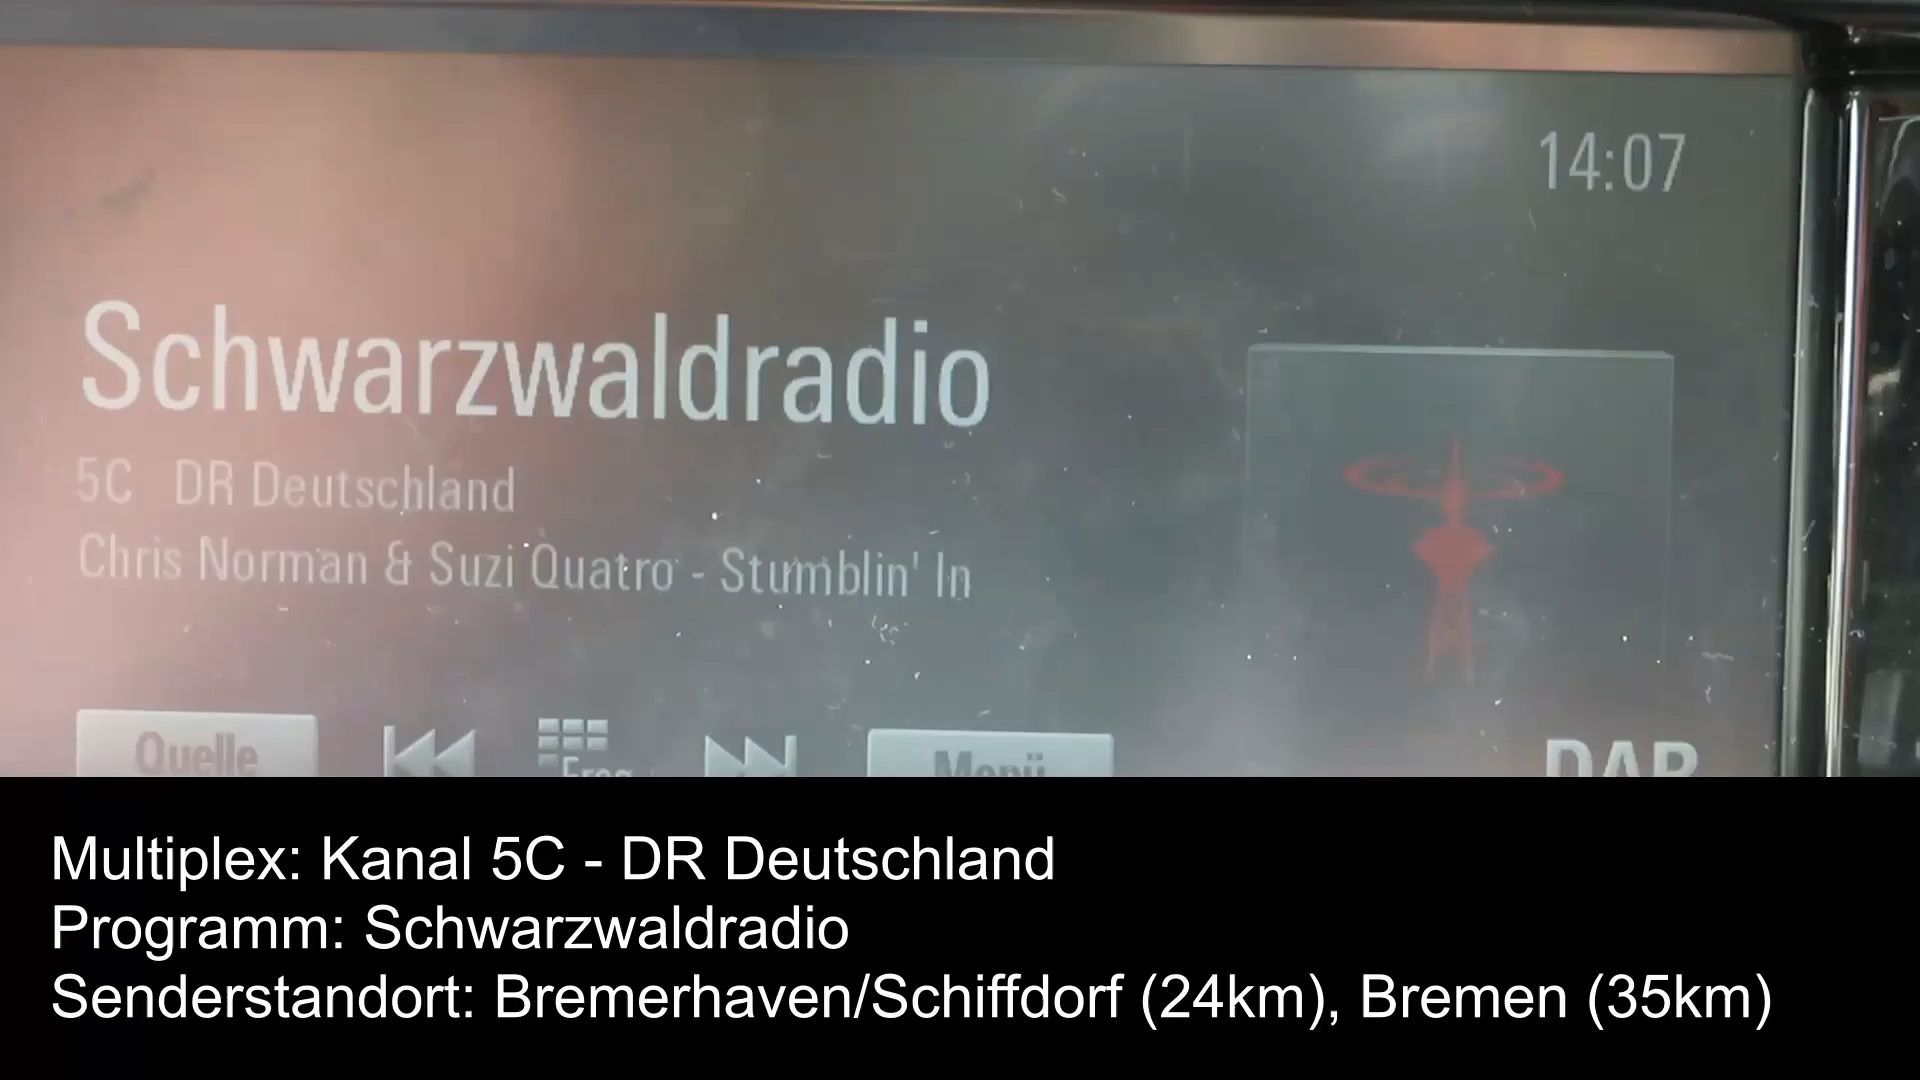 14:07
Schwarzwaldradio
5C DR Deutschland
Chris Norman & Suzi Quatro - Stumblin' In
Quelle
Menü
DAB
Multiplex: Kanal 5C - DR Deutschland
Programm: Schwarzwaldradio
Senderstandort: Bremerhaven/Schiffdorf (24km), Bremen (35km)